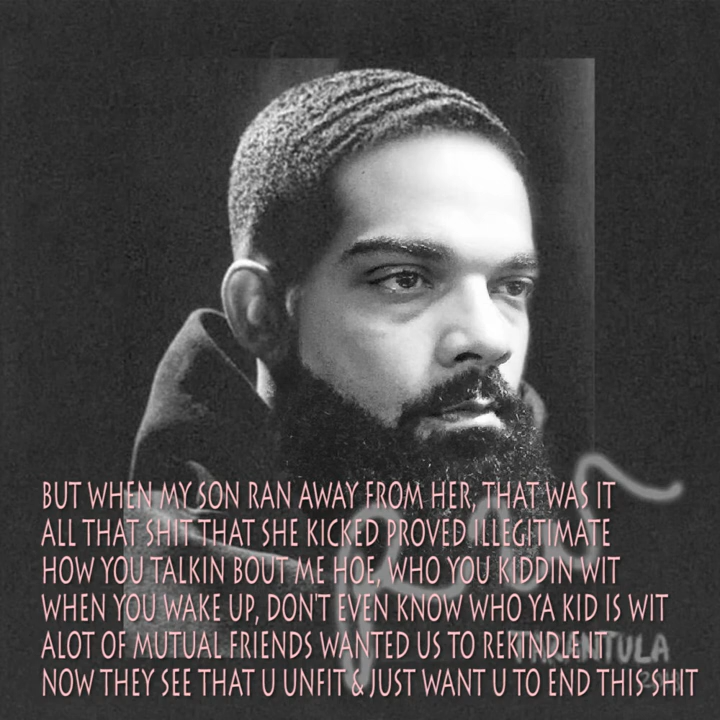 BUT WHEN MY SON RAN AWAY FROM HER, THAT WAS IT
ALL THAT SHIT THAT SHE KICKED PROVED ILLEGITIMATE
HOW YOU TALKIN BOUT ME HOE, WHO YOU KIDDIN WIT
WHEN YOU WAKE UP, DON'T EVEN KNOW WHO YA KID IS WIT
ALOT OF MUTUAL FRIENDS WANTED US TO REKINDLE IT
NOW THEY SEE THAT U UNFIT & JUST WANT U TO END THIS SHIT